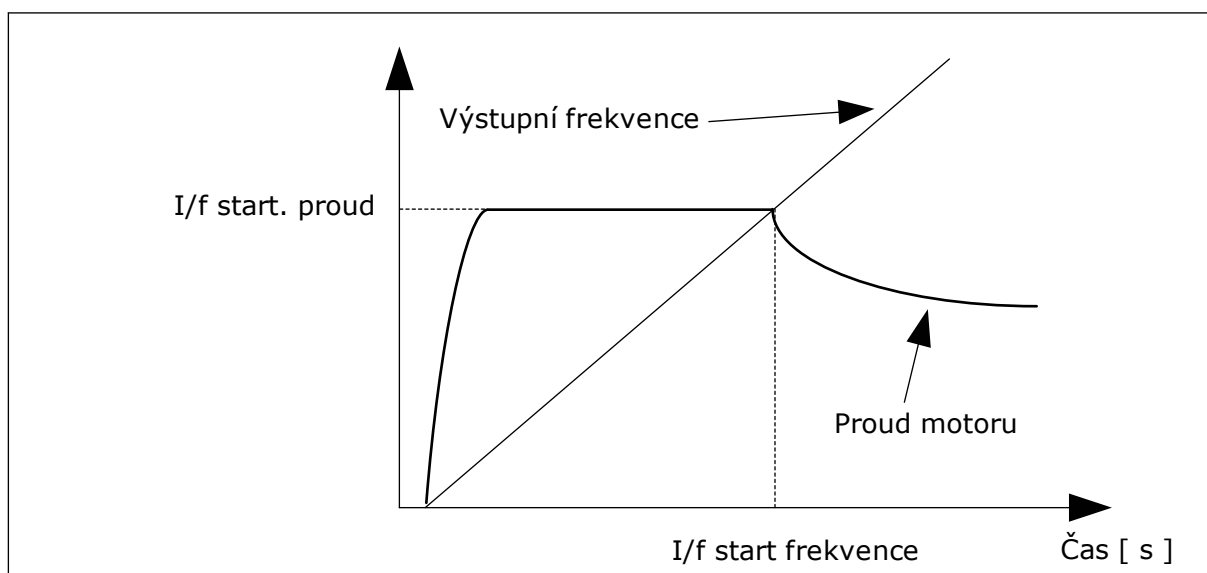 Výstupní frekvence
I/f start. proud
Proud motoru
I/f start frekvence
Čas [ s ]